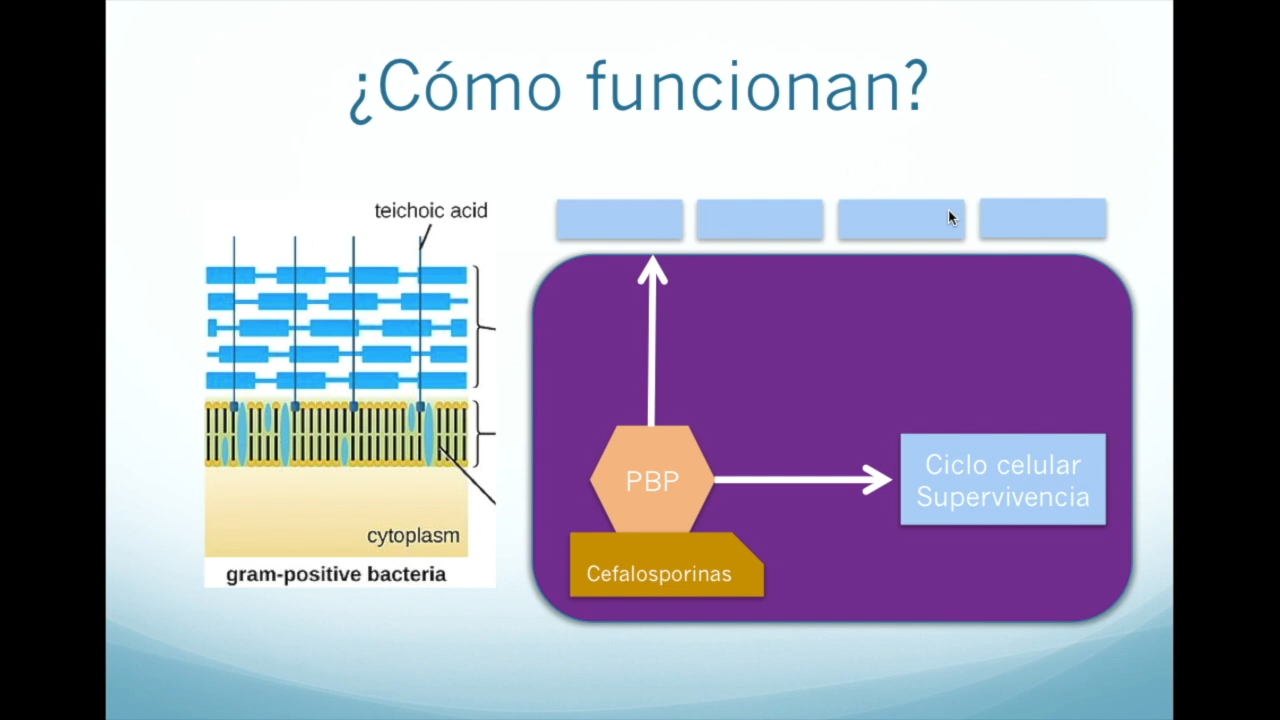 ¿Cómo funcionan?
teichoic acid
cytoplasm
gram-positive bacteria
PBP
Ciclo celular
Supervivencia
Cefalosporinas